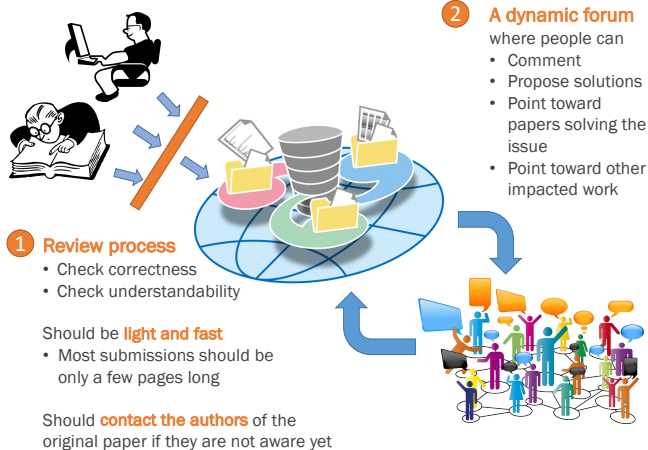 2 A dynamic forum
where people can
• Comment
• Propose solutions
• Point toward
papers solving the
issue
• Point toward other
impacted work
1 Review process
• Check correctness
• Check understandability
Should be light and fast
• Most submissions should be
only a few pages long
Should contact the authors of the
original paper if they are not aware yet